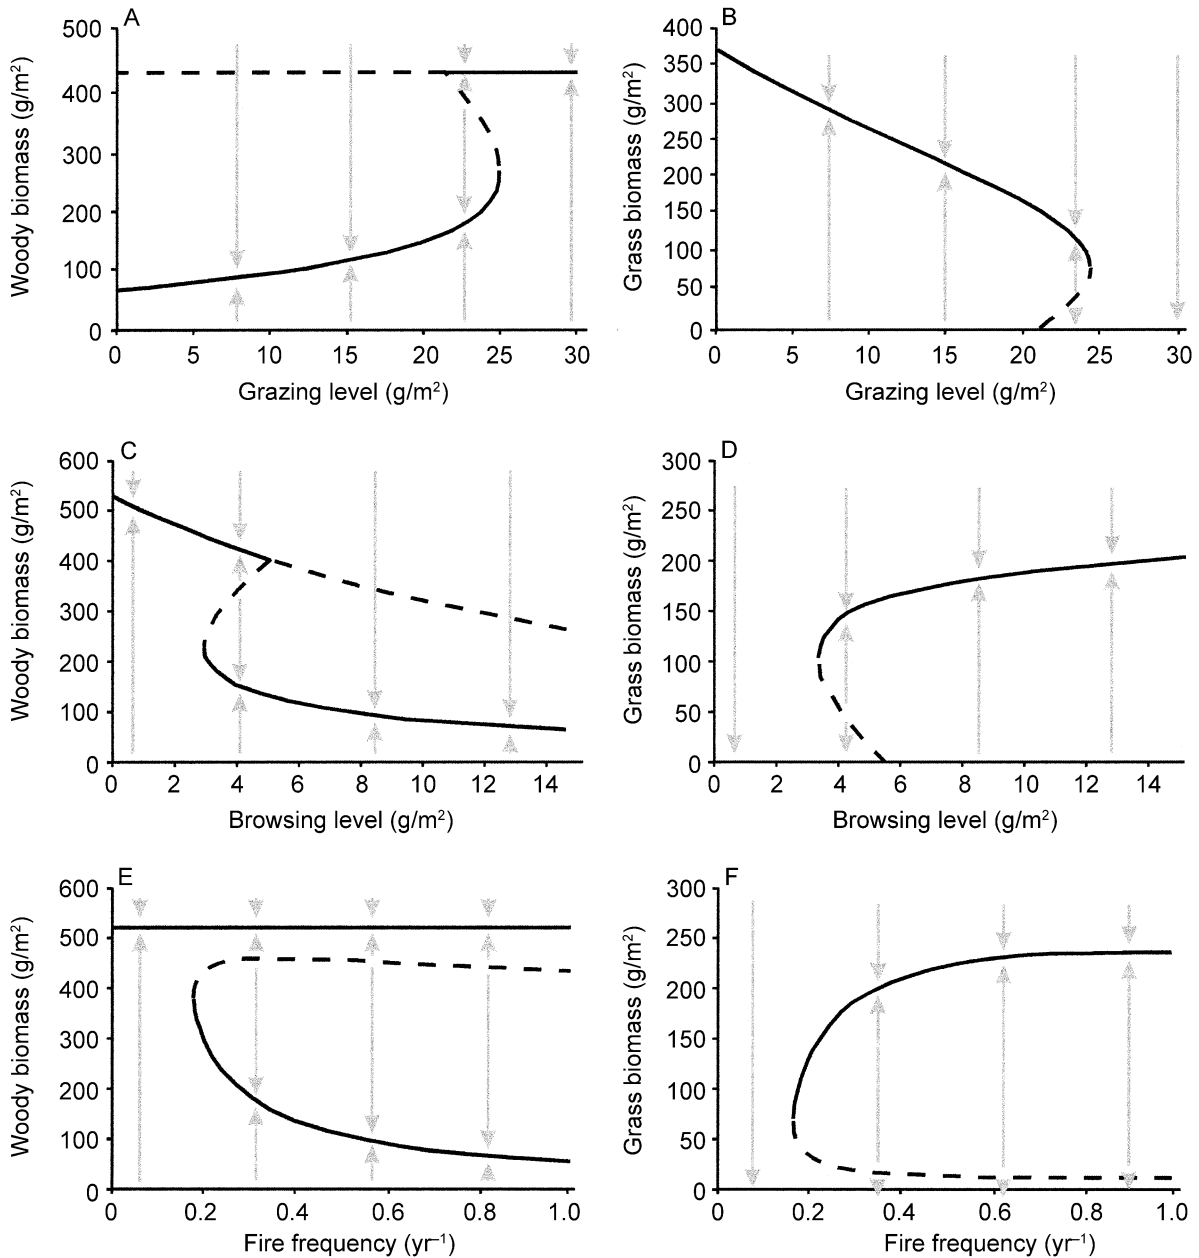 A
Woody biomass (g/m²)
500
400
300
200
100
0
0 5 10 15 20 25 30
Grazing level (g/m²)
B
Grass biomass (g/m²)
400
350
300
250
200
150
100
50
0
0 5 10 15 20 25 30
Grazing level (g/m²)
C
Woody biomass (g/m²)
600
500
400
300
200
100
0
0 2 4 6 8 10 12 14
Browsing level (g/m²)
D
Grass biomass (g/m²)
300
250
200
150
100
50
0
0 2 4 6 8 10 12 14
Browsing level (g/m²)
E
Woody biomass (g/m²)
600
500
400
300
200
100
0
0 0.2 0.4 0.6 0.8 1.0
Fire frequency (yr⁻¹)
F
Grass biomass (g/m²)
300
250
200
150
100
50
0
0 0.2 0.4 0.6 0.8 1.0
Fire frequency (yr⁻¹)